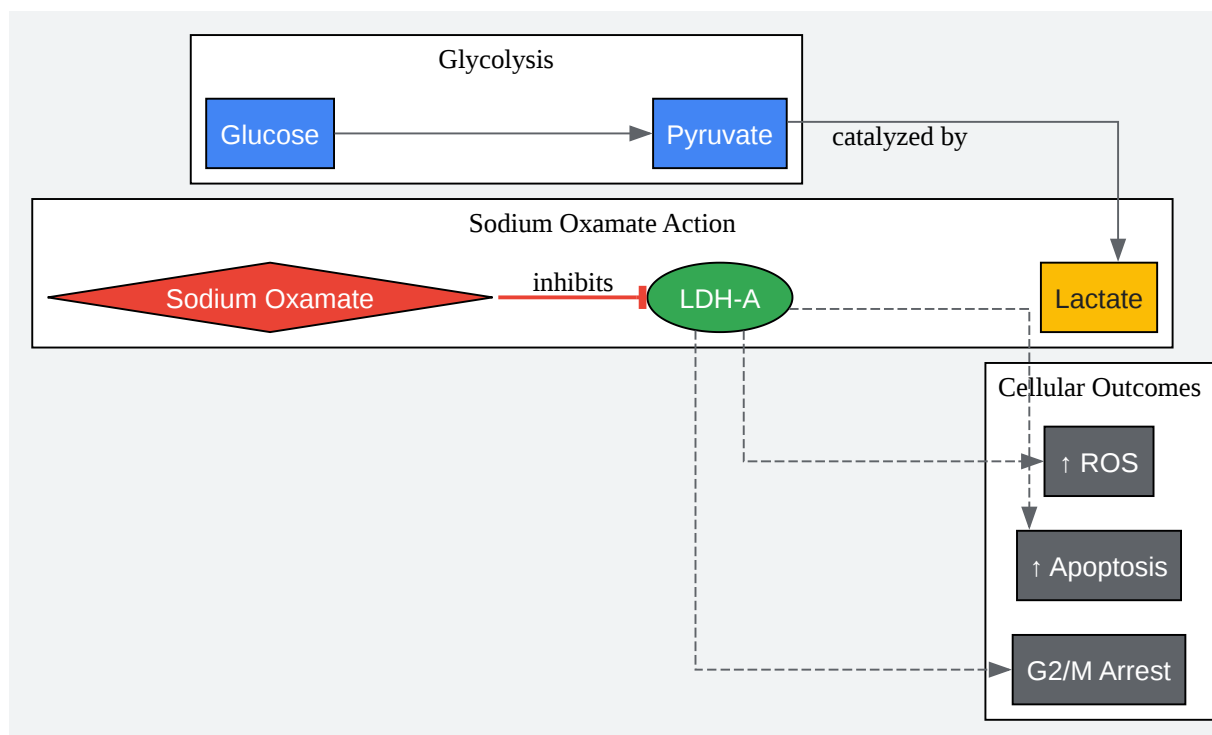 Glycolysis
Glucose
Pyruvate
catalyzed by
Sodium Oxamate Action
Sodium Oxamate
inhibits
LDH-A
Lactate
Cellular Outcomes
↑ ROS
↑ Apoptosis
G2/M Arrest